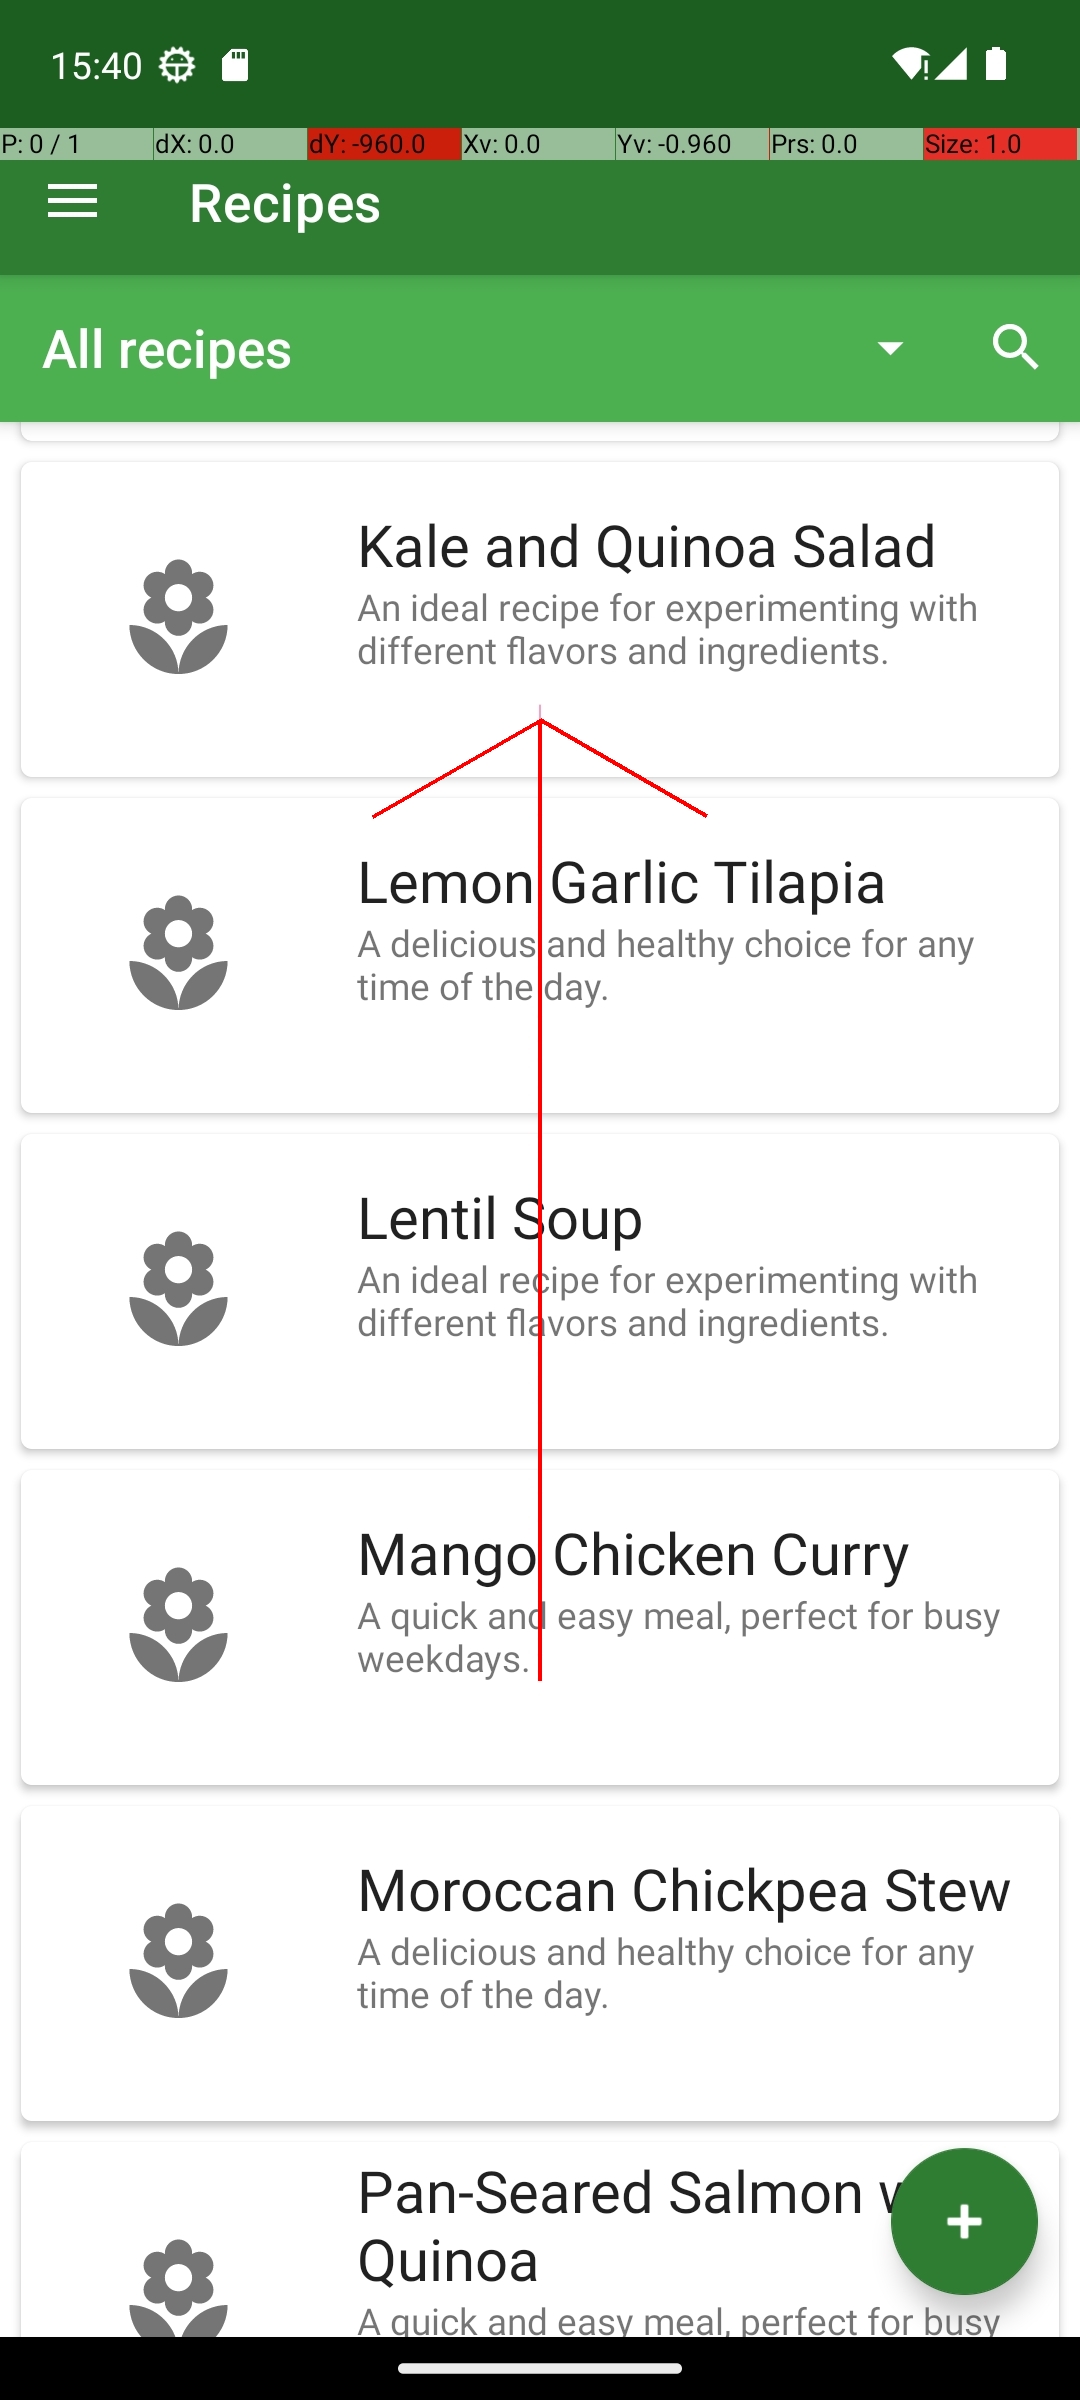 15:40
P: 0 / 1 dX: 0.0 dY: -960.0 Xv: 0.0 Yv: -0.960 Prs: 0.0 Size: 1.0
Recipes
All recipes
Kale and Quinoa Salad
An ideal recipe for experimenting with
different flavors and ingredients.
Lemon Garlic Tilapia
A delicious and healthy choice for any
time of the day.
Lentil Soup
An ideal recipe for experimenting with
different flavors and ingredients.
Mango Chicken Curry
A quick and easy meal, perfect for busy
weekdays.
Moroccan Chickpea Stew
A delicious and healthy choice for any
time of the day.
Pan-Seared Salmon
Quinoa
A quick and easy meal, perfect for busy